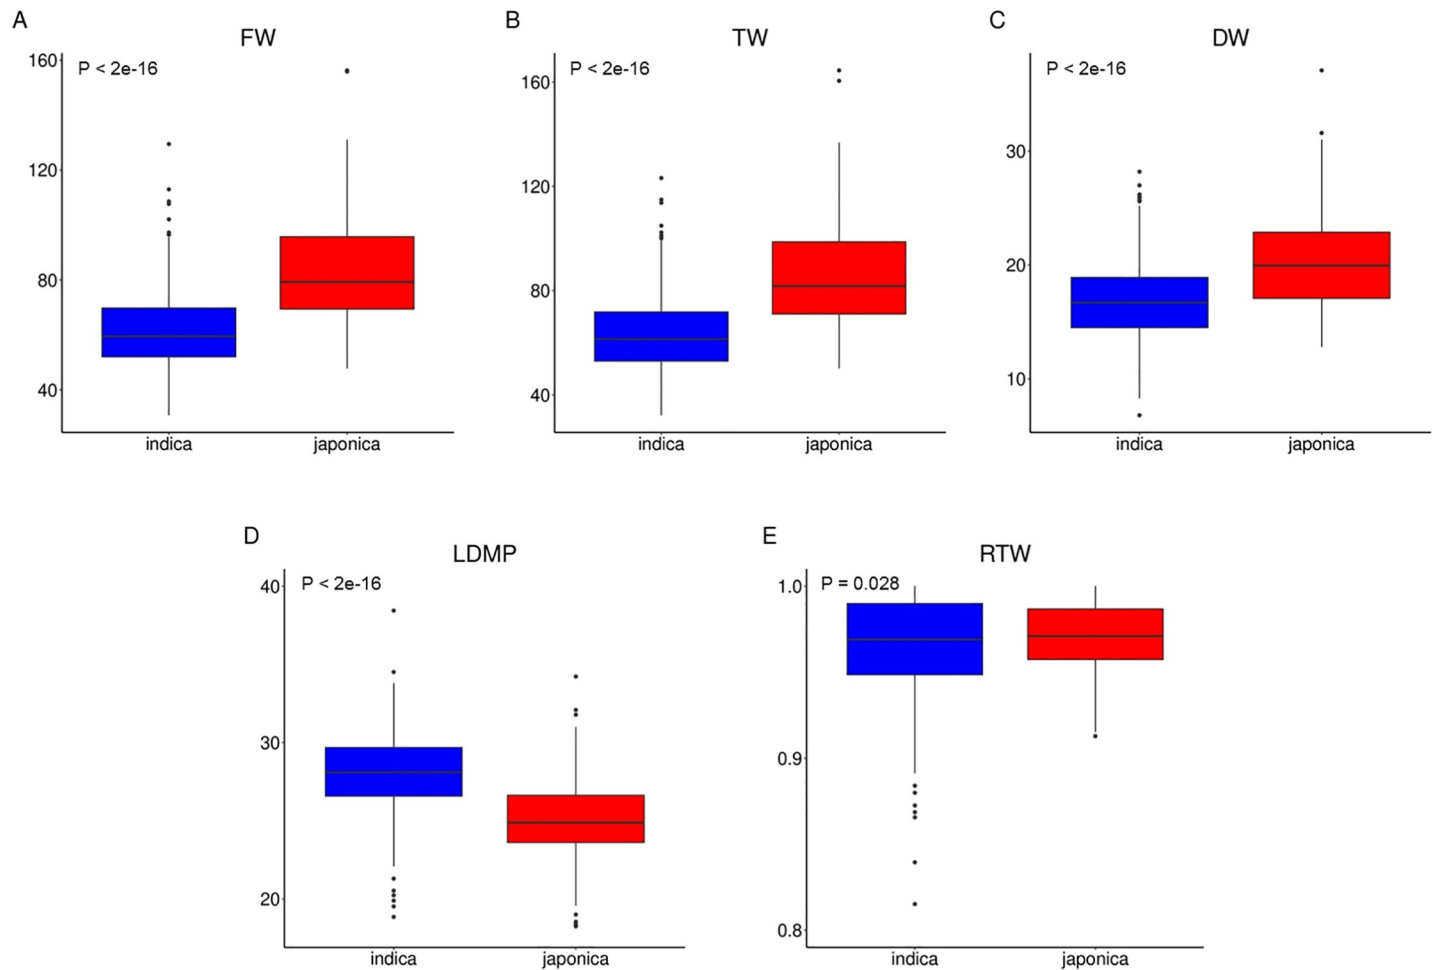 A
FW
P < 2e-16
160
120
80
40
indica
japonica
B
TW
P < 2e-16
160
120
80
40
indica
japonica
C
DW
P < 2e-16
30
20
10
indica
japonica
D
LDMP
P < 2e-16
40
30
20
indica
japonica
E
RTW
P = 0.028
1.0
0.9
0.8
indica
japonica